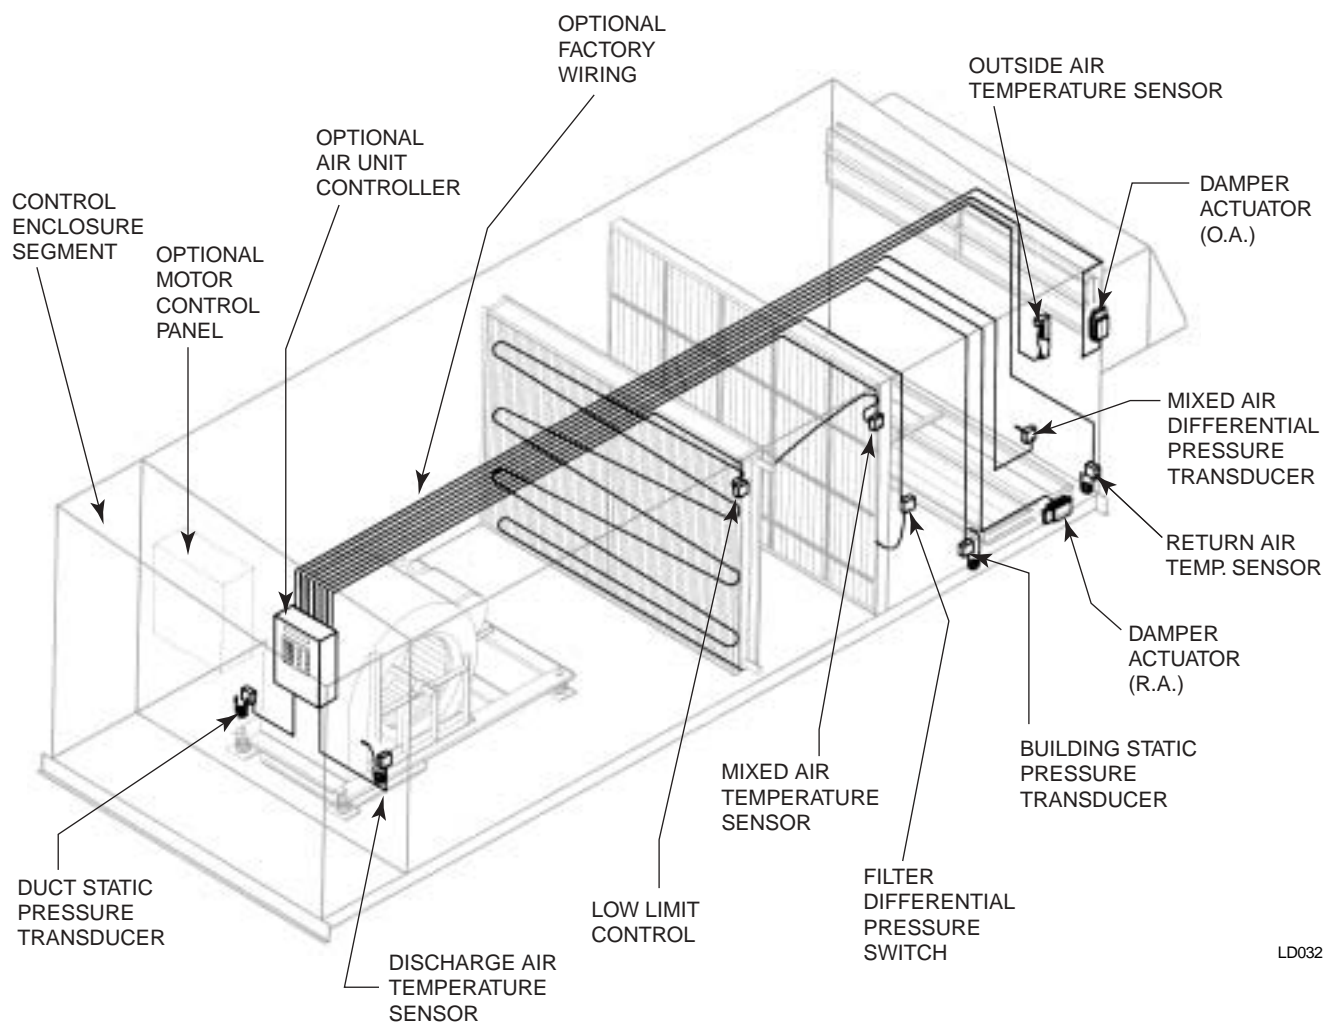 OPTIONAL
FACTORY
WIRING
OUTSIDE AIR
TEMPERATURE SENSOR
OPTIONAL
AIR UNIT
CONTROLLER
DAMPER
ACTUATOR
(O.A.)
CONTROL
ENCLOSURE
SEGMENT
OPTIONAL
MOTOR
CONTROL
PANEL
MIXED AIR
DIFFERENTIAL
PRESSURE
TRANSDUCER
RETURN AIR
TEMP. SENSOR
DAMPER
ACTUATOR
(R.A.)
BUILDING STATIC
PRESSURE
TRANSDUCER
MIXED AIR
TEMPERATURE
SENSOR
FILTER
DIFFERENTIAL
PRESSURE
SWITCH
LOW LIMIT
CONTROL
DUCT STATIC
PRESSURE
TRANSDUCER
DISCHARGE AIR
TEMPERATURE
SENSOR
LD032